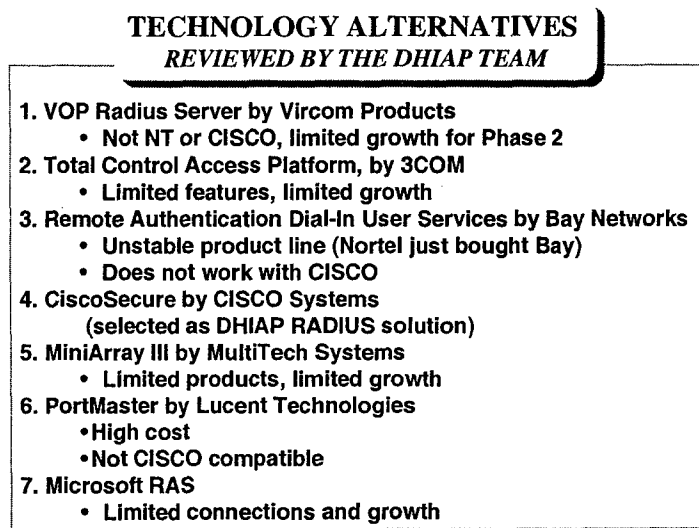 TECHNOLOGY ALTERNATIVES
REVIEWED BY THE DHIAP TEAM
1. VOP Radius Server by Vircom Products
• Not NT or CISCO, limited growth for Phase 2
2. Total Control Access Platform, by 3COM
• Limited features, limited growth
3. Remote Authentication Dial-In User Services by Bay Networks
• Unstable product line (Nortel just bought Bay)
• Does not work with CISCO
4. CiscoSecure by CISCO Systems
(selected as DHIAP RADIUS solution)
5. MiniArray III by MultiTech Systems
• Limited products, limited growth
6. PortMaster by Lucent Technologies
•High cost
•Not CISCO compatible
7. Microsoft RAS
• Limited connections and growth